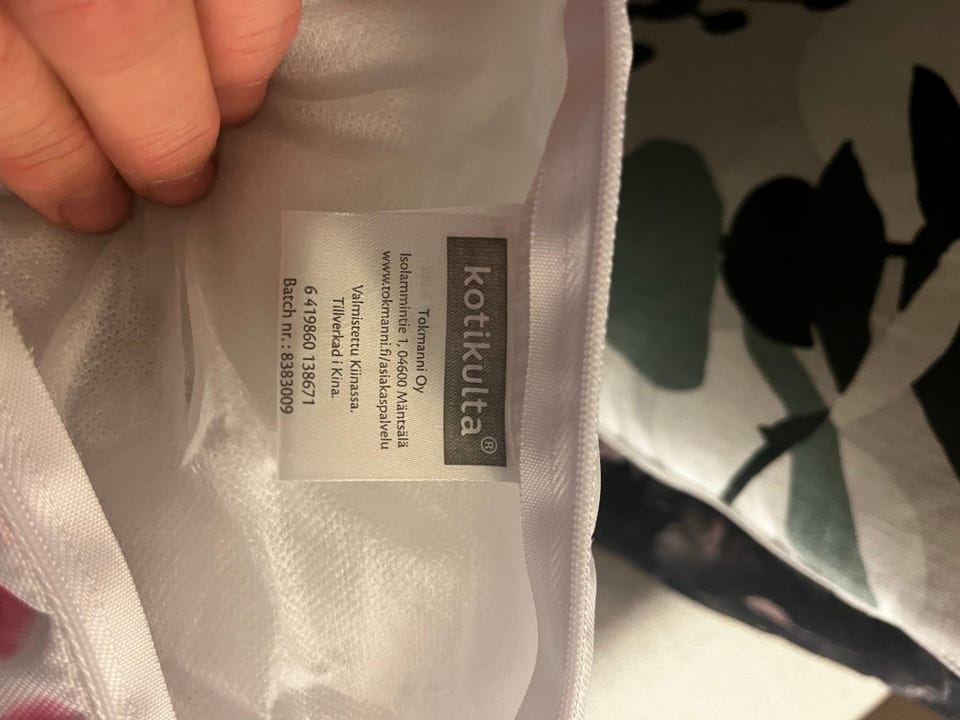 kotikulta®
Tokmanni Oy
Isolammintie 1, 04600 Mäntsälä
www.tokmanni.fi/asiakaspalvelu
Valmistettu Kiinassa.
Tillverkad i Kina.
6 419860 138671
Batch nr.: 8383009